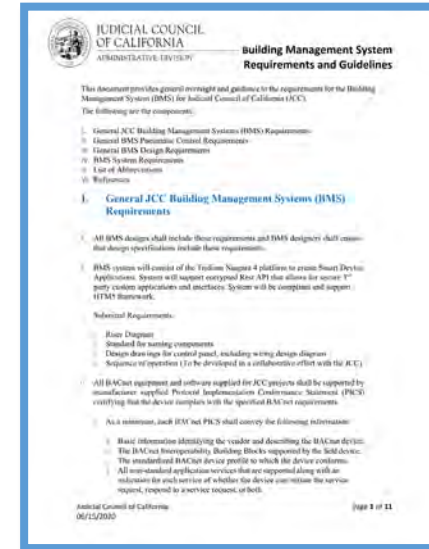 JUDICIAL COUNCIL
OF CALIFORNIA
ADMINISTRATIVE DIVISION
Building Management System
Requirements and Guidelines
This document provides general oversight and guidance to the requirements for the Building
Management System (BMS) for Judicial Council of California (JCC).
The following are the components:
I. General JCC Building Management Systems (BMS) Requirements
II. General BMS Pneumatic Control Requirements
III. General BMS Design Requirements
IV. BMS System Requirements
V. List of Abbreviations
VI. References
I. General JCC Building Management Systems (BMS)
Requirements
All BMS designs shall include these requirements and BMS designers shall ensure
that design specifications include these requirements.
BMS system will consist of the Tridium Niagara 4 platform to create Smart Device
Applications. System will support encrypted Rest API that allows for secure 3rd
party custom applications and interfaces. System will be compliant and support
HTML5 framework.
Submittal Requirements:
Riser Diagram
Standard for naming components
Design drawings for control panel, including wiring design diagram
Sequence of operation (To be developed in a collaborative effort with the JCC)
All BACnet equipment and software supplied for JCC projects shall be supported by
manufacturer supplied Protocol Implementation Conformance Statement (PICS)
certifying that the device complies with the specified BACnet requirements.
As a minimum, each BACnet PICS shall convey the following information:
Basic information identifying the vendor and describing the BACnet device.
The BACnet Interoperability Building Blocks supported by the field device.
The standardized BACnet device profile to which the device conforms.
All non-standard application services that are supported along with an
indication for each service of whether the device can initiate the service
request, respond to a service request, or both.
Judicial Council of California
Page 1 of 11
06/15/2020